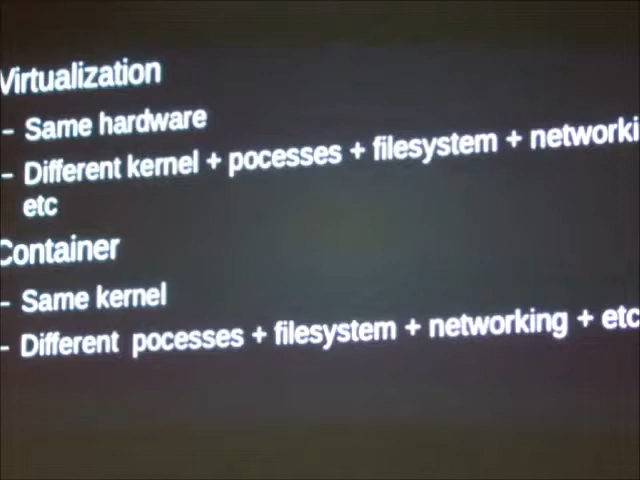 Virtualization
– Same hardware
– Different kernel + pocesses + filesystem + networki
etc
Container
– Same kernel
– Different pocesses + filesystem + networking + etc